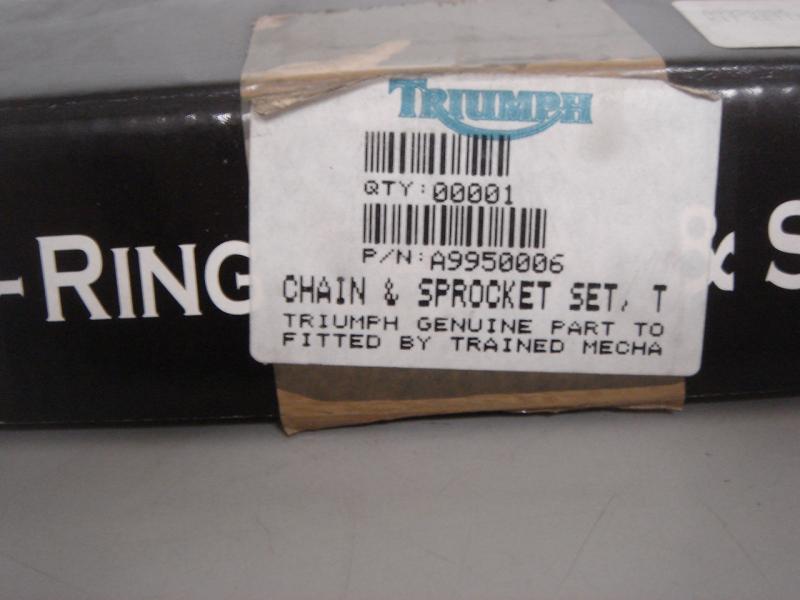 TRIUMPH
QTY: 00001
P/N: A9950006
CHAIN & SPROCKET SET, T
TRIUMPH GENUINE PART TO
FITTED BY TRAINED MECHA
-RING & S